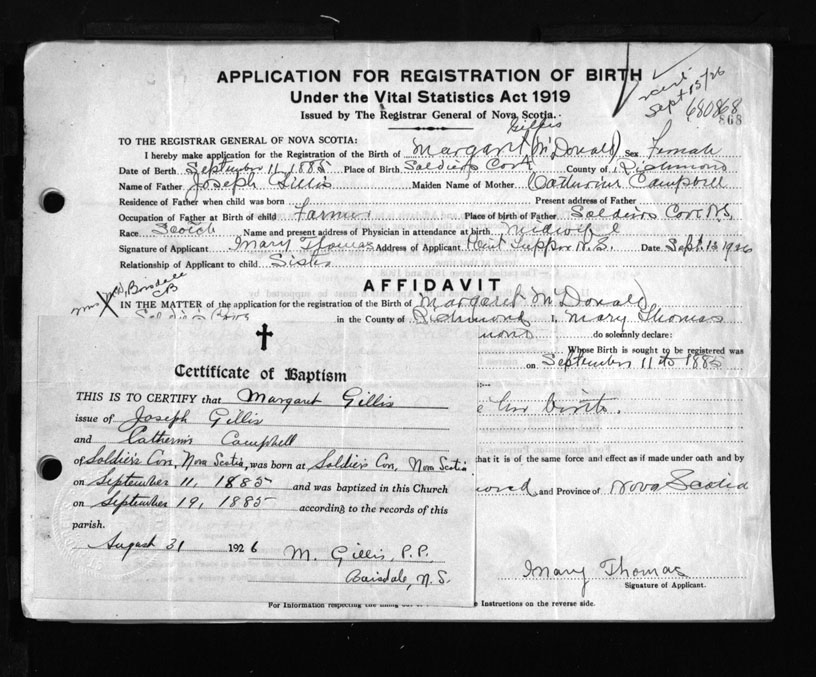 APPLICATION FOR REGISTRATION OF BIRTH
Under the Vital Statistics Act 1919
Issued by The Registrar General of Nova Scotia.
Sept 15/26
680868
868
TO THE REGISTRAR GENERAL OF NOVA SCOTIA:
Gillis
I hereby make application for the Registration of the Birth of Margaret (McDonald) Sex Female
Date of Birth September 11 1885 Place of Birth Soldiers Cove County of Richmond
Name of Father Joseph Gillis Maiden Name of Mother Catherine Campbell
Residence of Father when child was born Present address of Father
Occupation of Father at Birth of child Farmer Place of birth of Father Soldiers Cove N.S.
Race Scotch Name and present address of Physician in attendance at birth, midwife
Signature of Applicant Mary Thomas Address of Applicant N.S. Date Sept 13 1926
Relationship of Applicant to child Sister
AFFIDAVIT
IN THE MATTER of the application for registration of the Birth of Margaret McDonald
Soldiers Cove in the County of Richmond I, Mary Thomas
mond do solemnly declare:
Whose Birth is sought to be registered was
on September 11th 1885
that it is of the same force and effect as if made under oath and by
and Province of Nova Scotia
Mary Thomas
Signature of Applicant.
Certificate of Baptism
THIS IS TO CERTIFY that Margaret Gillis
issue of Joseph Gillis
and Catherine Campbell
of Soldier's Cove, Nova Scotia, was born at Soldier's Cove, Nova Scotia
on September 11, 1885 and was baptized in this Church
on September 19, 1885 according to the records of this
parish.
August 31 1926 M. Gillis, P.P.
N.S.
For Information respecting the filling out of Instructions on the reverse side.